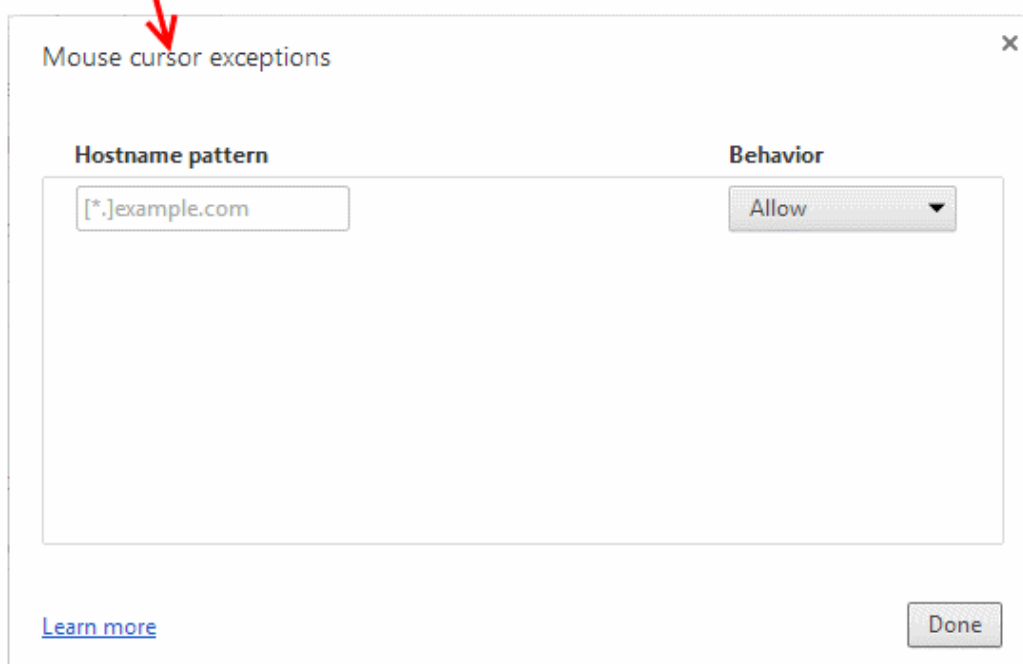 Mouse cursor exceptions
Hostname pattern Behavior
[*.]example.com Allow
Learn more Done